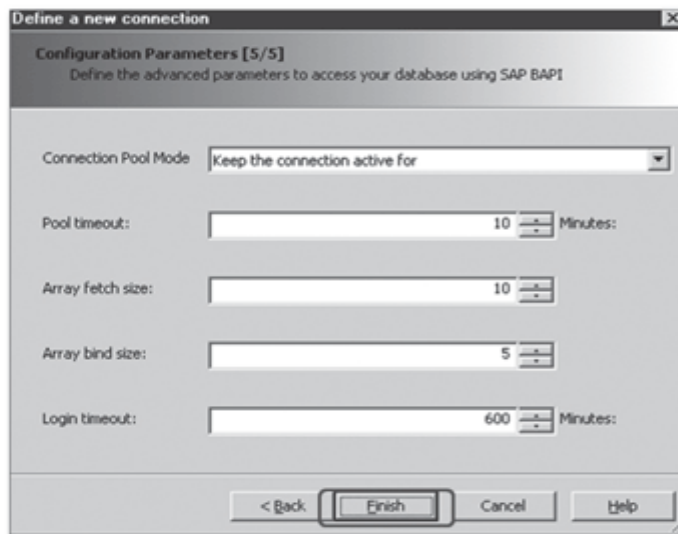 Define a new connection
Configuration Parameters [5/5]
Define the advanced parameters to access your database using SAP BAPI
Connection Pool Mode Keep the connection active for
Pool timeout: 10 Minutes:
Array fetch size: 10
Array bind size: 5
Login timeout: 600 Minutes:
< Back Finish Cancel Help